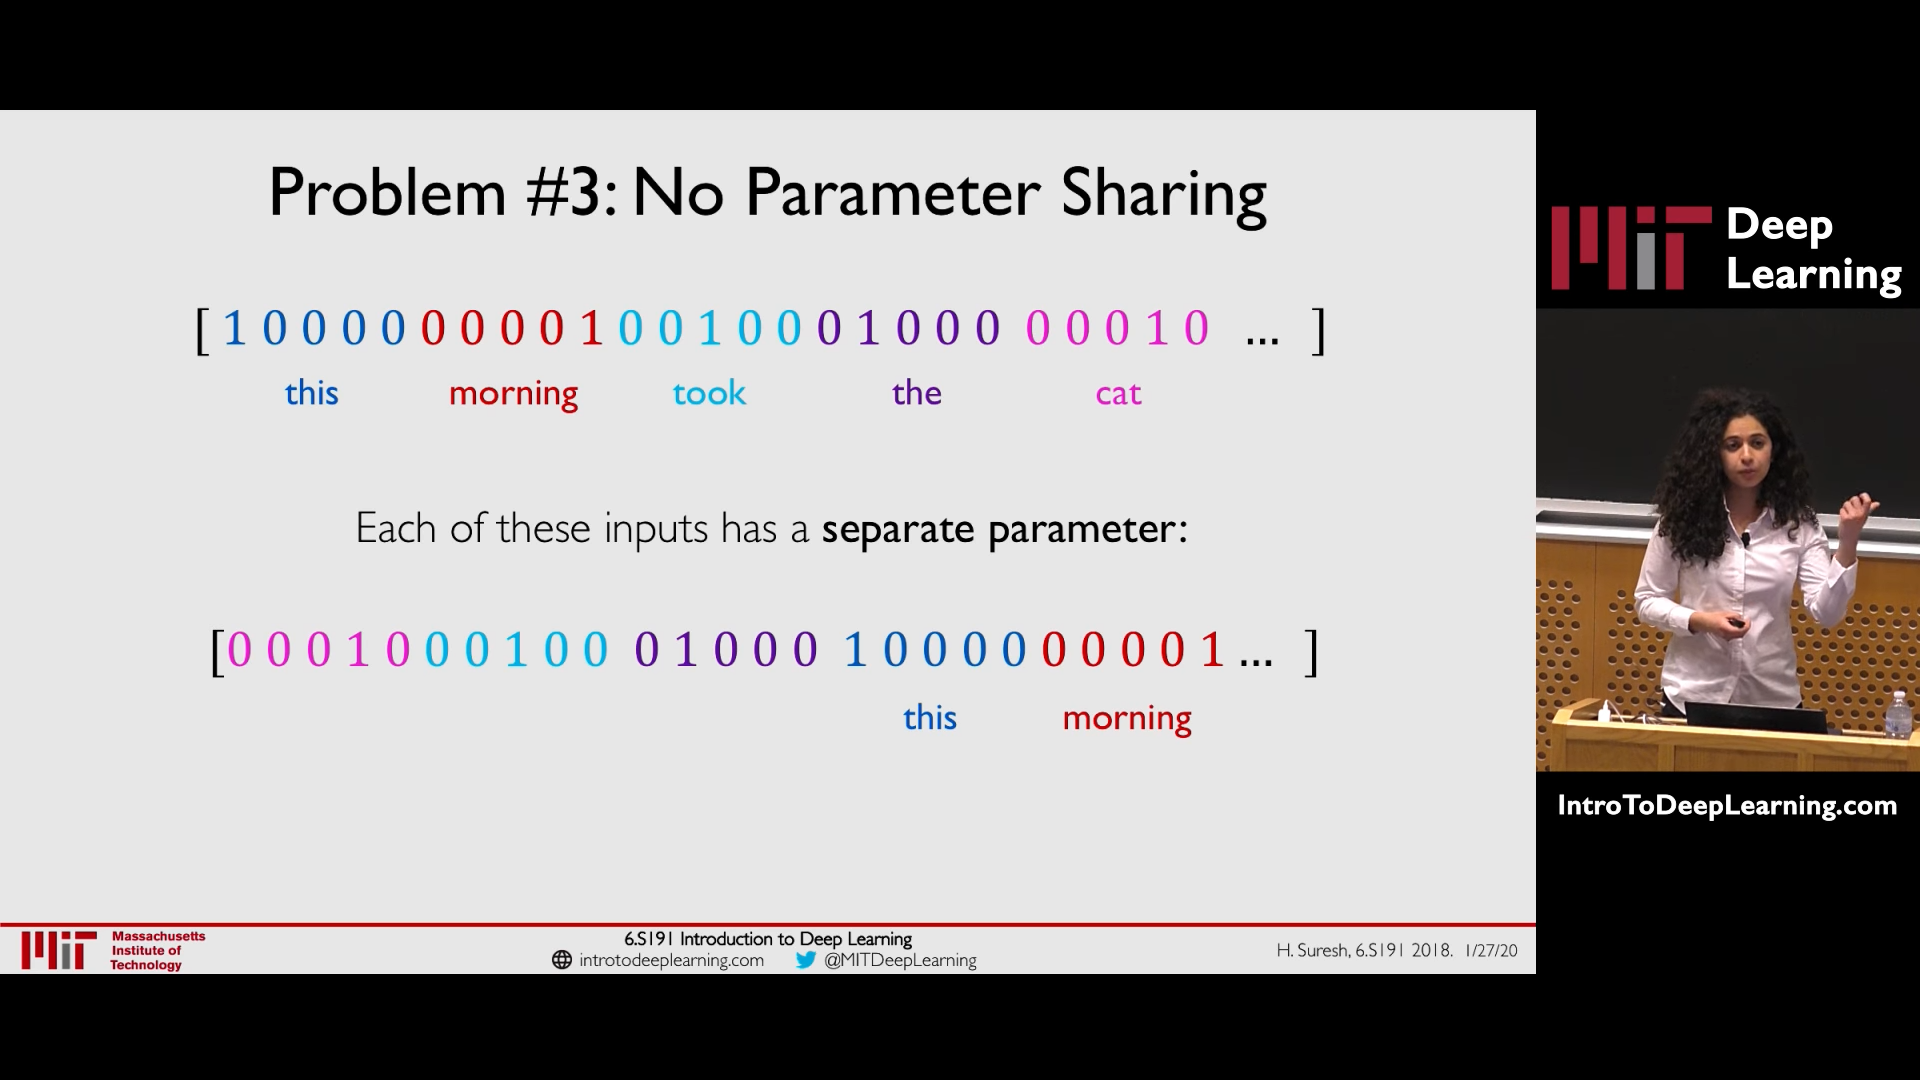 Problem #3: No Parameter Sharing
[ 1 0 0 0 0 0 0 0 0 1 0 0 1 0 0 0 1 0 0 0 0 0 0 1 0 ... ]
this morning took the cat
Each of these inputs has a separate parameter:
[0 0 0 1 0 0 0 1 0 0 0 1 0 0 0 1 0 0 0 0 0 0 0 0 1 ... ]
this morning
Massachusetts
Institute of
Technology
6.S191 Introduction to Deep Learning
introtodeeplearning.com @MITDeepLearning
H. Suresh, 6.S191 2018. 1/27/20
MIT Deep
Learning
IntroToDeepLearning.com